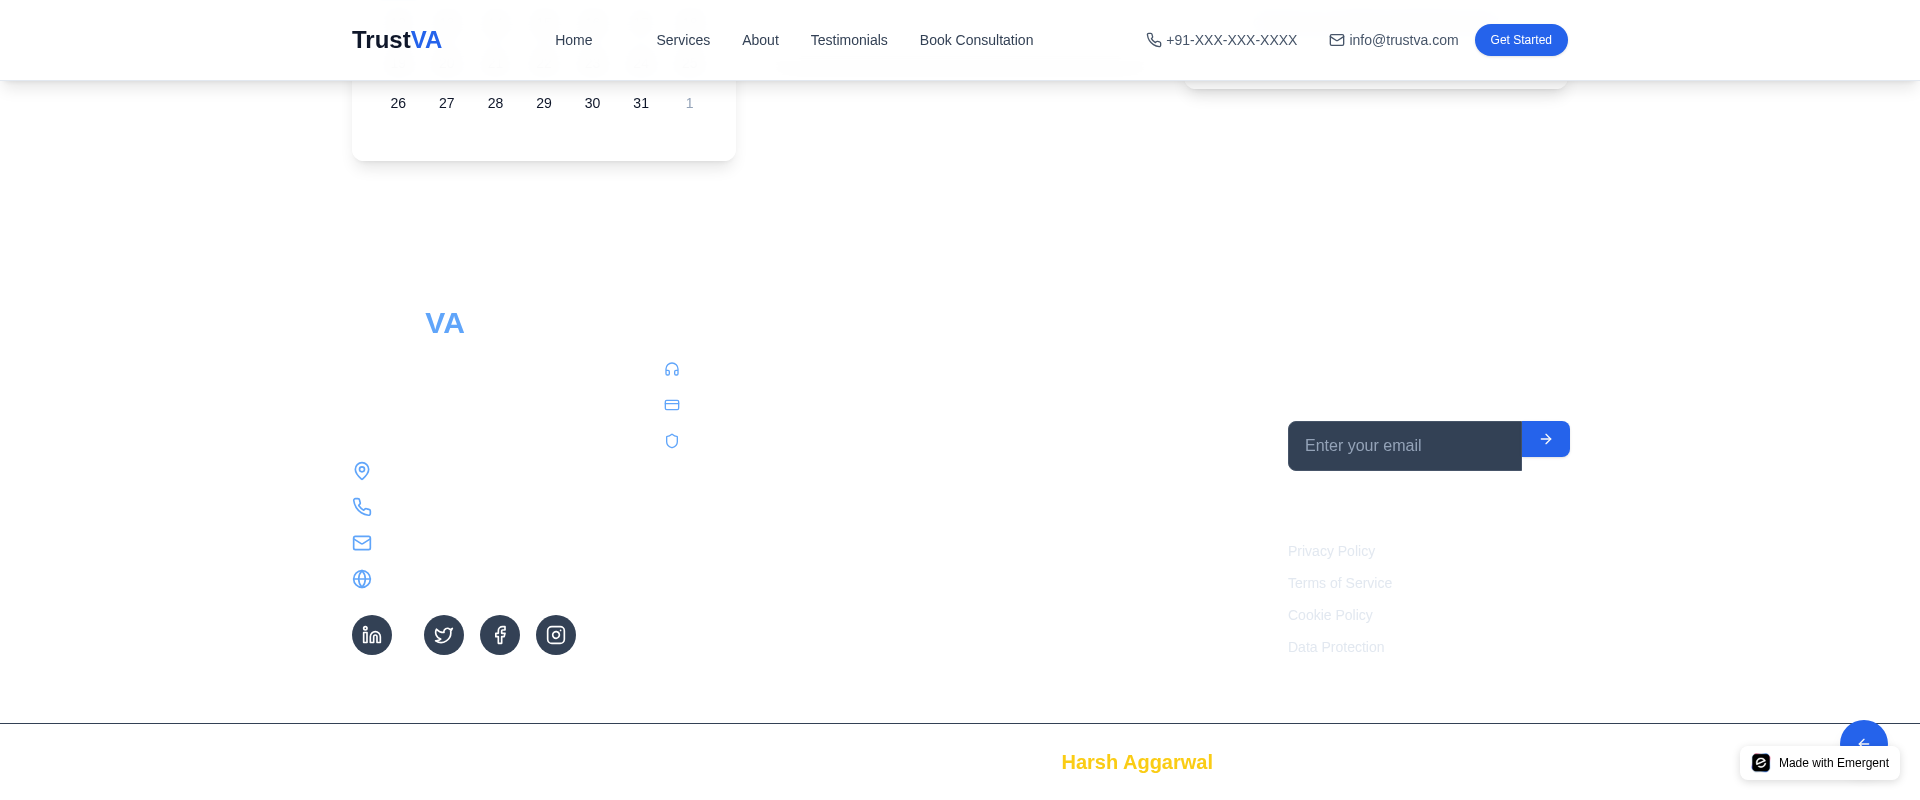 TrustVA
Home Services About Testimonials Book Consultation
+91-XXX-XXX-XXXX
info@trustva.com
Get Started
26 27 28 29 30 31 1
VA
Enter your email
Privacy Policy
Terms of Service
Cookie Policy
Data Protection
Harsh Aggarwal
Made with Emergent